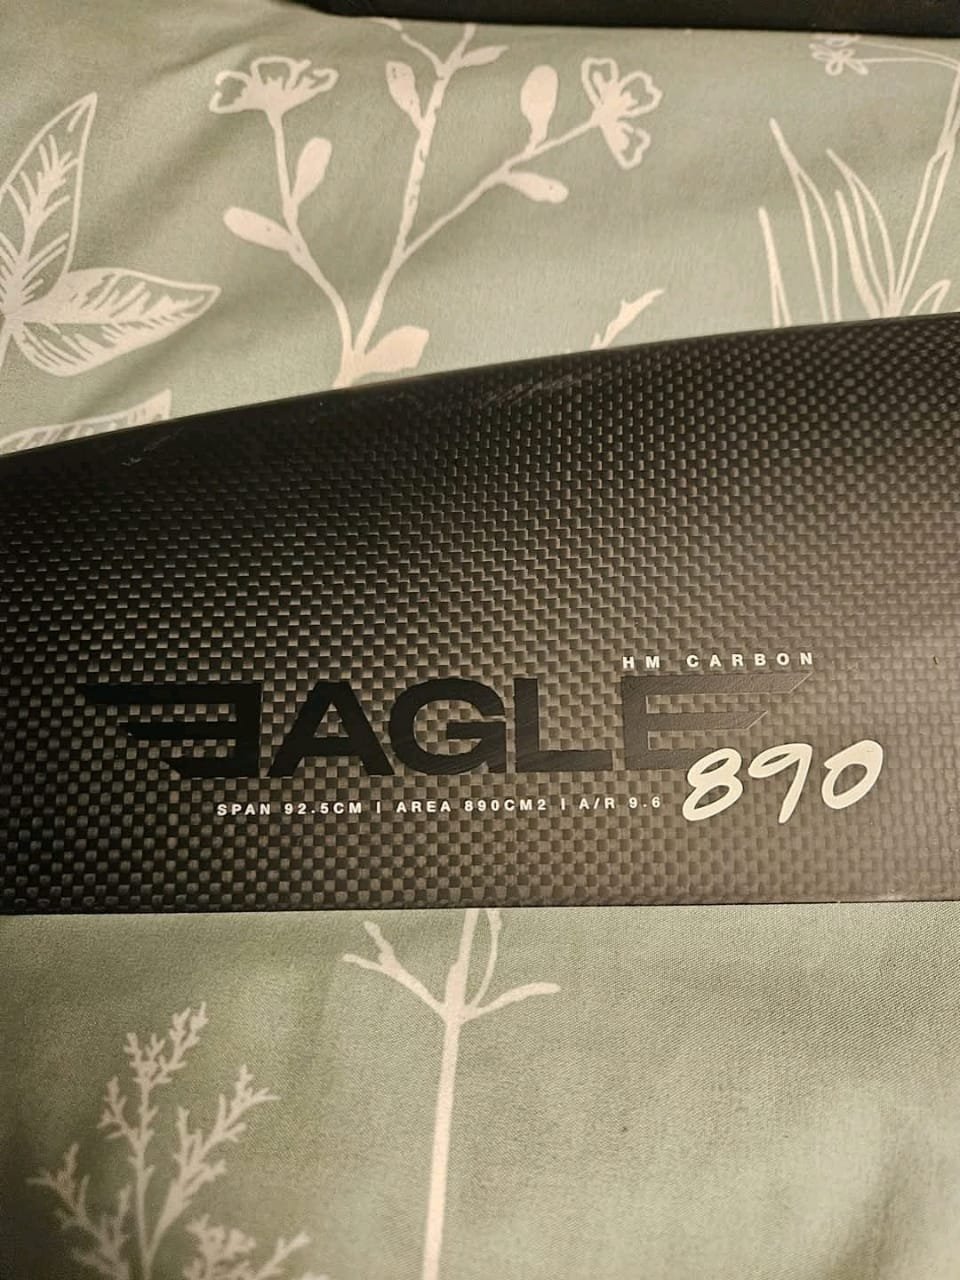 HM CARBON
EAGLE
890
SPAN 92.5CM | AREA 890CM2 | A/R 9.6